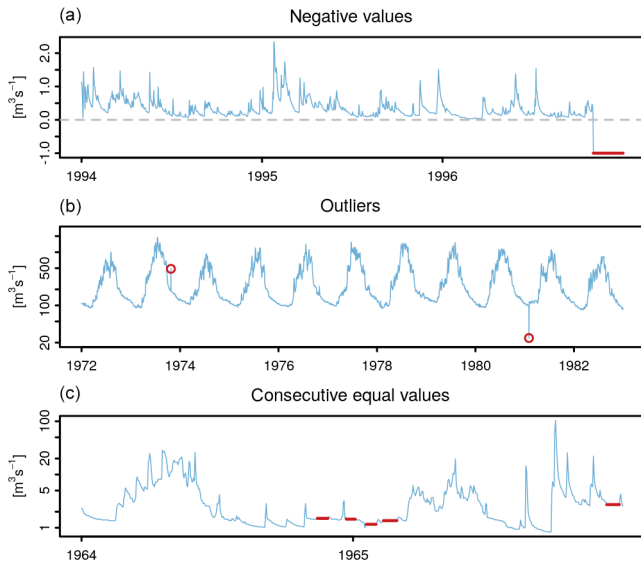 (a) Negative values
[m³s⁻¹]
2.0
1.0
0.0
-1.0
1994 1995 1996
(b) Outliers
[m³s⁻¹]
500
100
20
1972 1974 1976 1978 1980 1982
(c) Consecutive equal values
[m³s⁻¹]
100
20
5
1
1964 1965